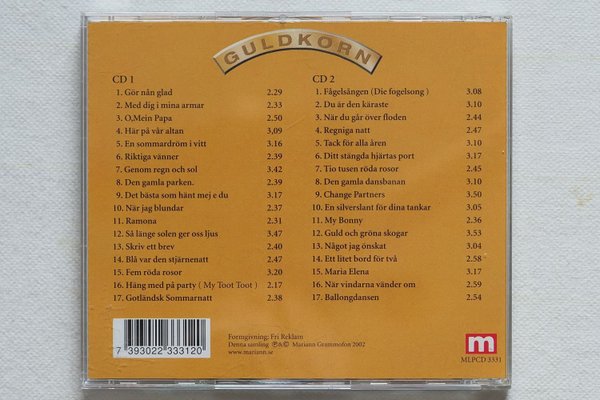 GULDKORN
CD 1
1. Gör nån glad 2.29
2. Med dig i mina armar 2.33
3. O,Mein Papa 2.50
4. Här på vår altan 3,09
5. En sommardröm i vitt 3.16
6. Riktiga vänner 2.39
7. Genom regn och sol 3.42
8. Den gamla parken. 2.39
9. Det bästa som hänt mej e du 3.17
10. När jag blundar 2.37
11. Ramona 2.31
12. Så länge solen ger oss ljus 3.47
13. Skriv ett brev 2.40
14. Blå var den stjärnenatt 2.47
15. Fem röda rosor 3.20
16. Häng med på party ( My Toot Toot ) 2.17
17. Gotländsk Sommarnatt 2.38
CD 2
1. Fågelsången (Die fogelsong ) 3.08
2. Du är den käraste 3.10
3. När du går över floden 2.44
4. Regniga natt 2.47
5. Tack för alla åren 3.10
6. Ditt stängda hjärtas port 3.17
7. Tio tusen röda rosor 2.45
8. Den gamla dansbanan 3.10
9. Change Partners 3.50
10. En silverslant för dina tankar 3.05
11. My Bonny 2.36
12. Guld och gröna skogar 3.53
13. Något jag önskat 3.04
14. Ett litet bord för två 2.58
15. Maria Elena 3.17
16. När vindarna vänder om 2.59
17. Ballongdansen 2.54
7 393022 333120
Formgivning: Fri Reklam
Denna samling ℗&© Mariann Grammofon 2002
www.mariann.se
m
MLPCD 3331